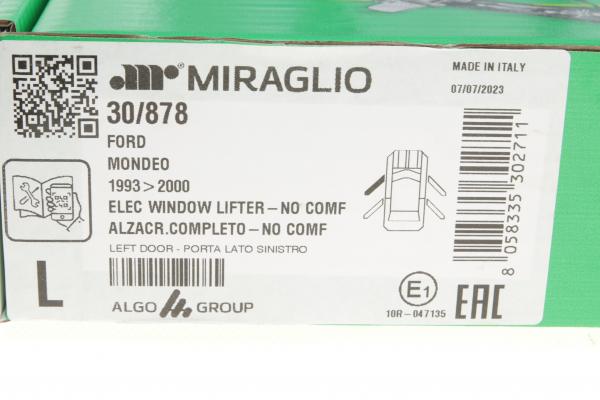 MIRAGLIO
MADE IN ITALY
07/07/2023
30/878
FORD
MONDEO
1993>2000
ELEC WINDOW LIFTER-NO COMF
ALZACR.COMPLETO-NO COMF
LEFT DOOR - PORTA LATO SINISTRO
L
ALGO GROUP
E1
10R-047135
EAC
8 058335 302711